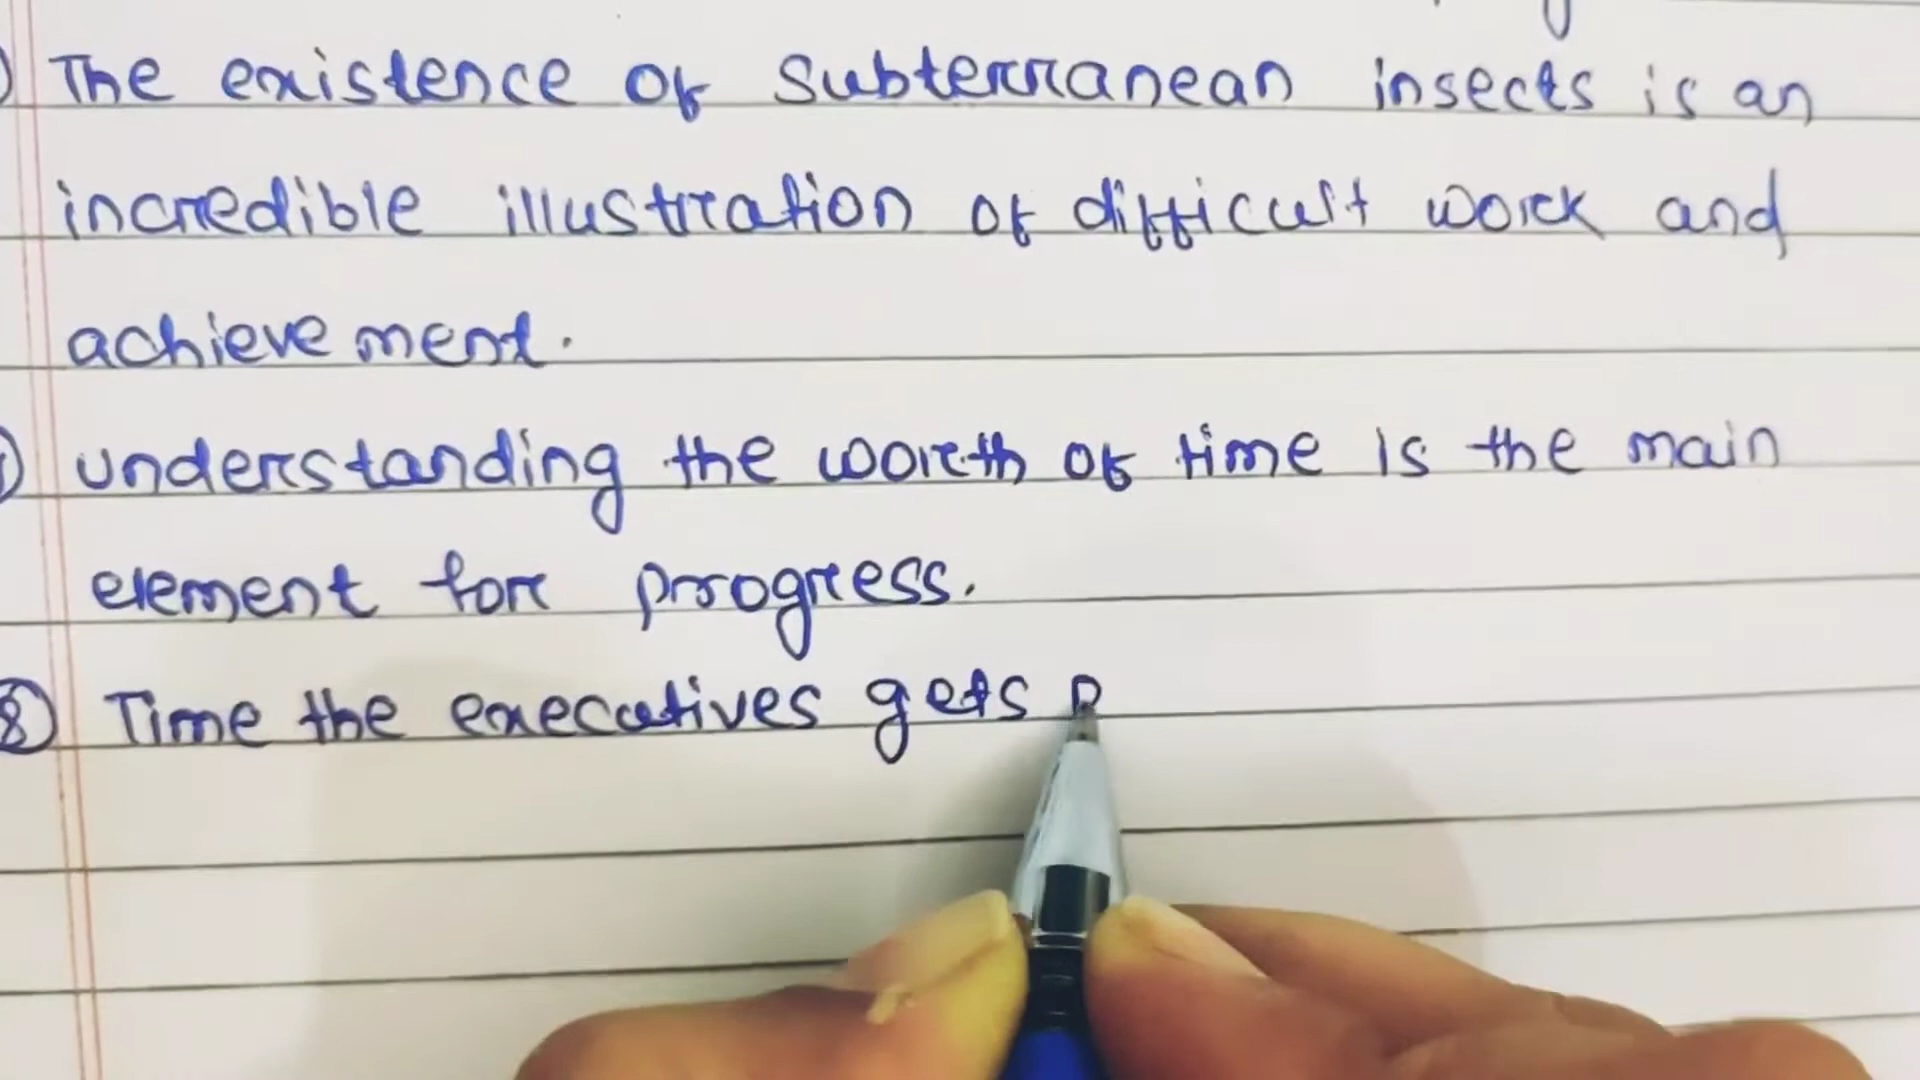 The existence of subterranean insects is an
incredible illustration of difficult work and
achievement.
understanding the worth of time is the main
element for progress.
⑧ Time the executives gets